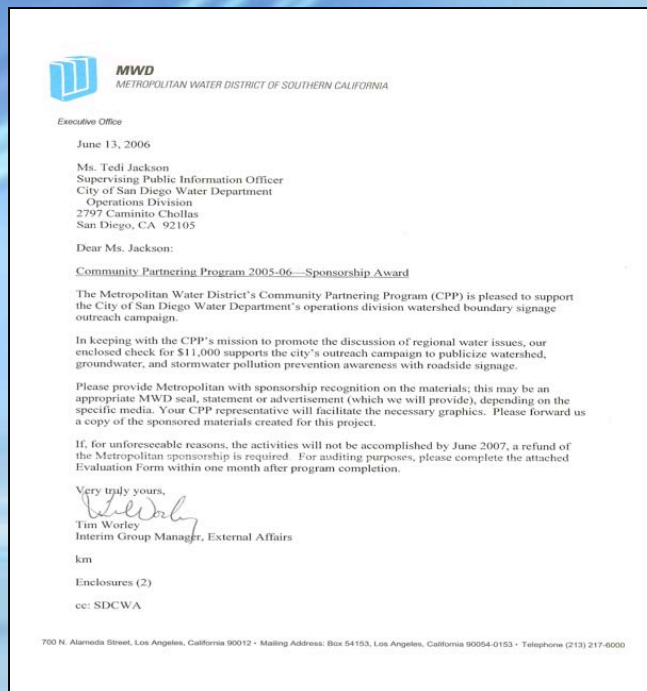 MWD
METROPOLITAN WATER DISTRICT OF SOUTHERN CALIFORNIA
Executive Office
June 13, 2006
Ms. Tedi Jackson
Supervising Public Information Officer
City of San Diego Water Department
Operations Division
2797 Caminito Chollas
San Diego, CA 92105
Dear Ms. Jackson:
Community Partnering Program 2005-06—Sponsorship Award
The Metropolitan Water District's Community Partnering Program (CPP) is pleased to support
the City of San Diego Water Department's operations division watershed boundary signage
outreach campaign.
In keeping with the CPP's mission to promote the discussion of regional water issues, our
enclosed check for $11,000 supports the city's outreach campaign to publicize watershed,
groundwater, and stormwater pollution prevention awareness with roadside signage.
Please provide Metropolitan with sponsorship recognition on the materials; this may be an
appropriate MWD seal, statement or advertisement (which we will provide), depending on the
specific media. Your CPP representative will facilitate the necessary graphics. Please forward us
a copy of the sponsored materials created for this project.
If, for unforeseeable reasons, the activities will not be accomplished by June 2007, a refund of
the Metropolitan sponsorship is required. For auditing purposes, please complete the attached
Evaluation Form within one month after program completion.
Very truly yours,
Tim Worley
Tim Worley
Interim Group Manager, External Affairs
km
Enclosures (2)
cc: SDCWA
700 N. Alameda Street, Los Angeles, California 90012 • Mailing Address: Box 54153, Los Angeles, California 90054-0153 • Telephone (213) 217-6000